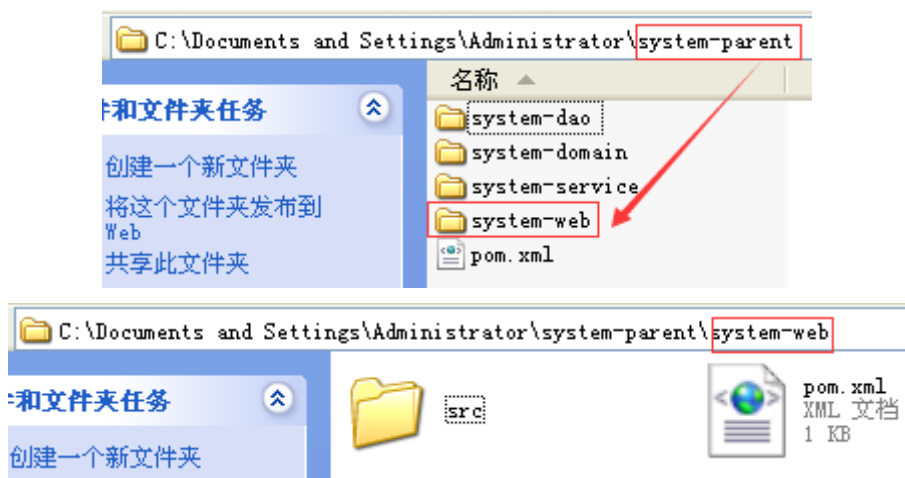 C:\Documents and Settings\Administrator\system-parent
名称
件和文件夹任务
system-dao
创建一个新文件夹
system-domain
将这个文件夹发布到
Web
system-service
system-web
共享此文件夹
pom.xml
C:\Documents and Settings\Administrator\system-parent\system-web
件和文件夹任务
src
pom.xml
XML 文档
1 KB
创建一个新文件夹